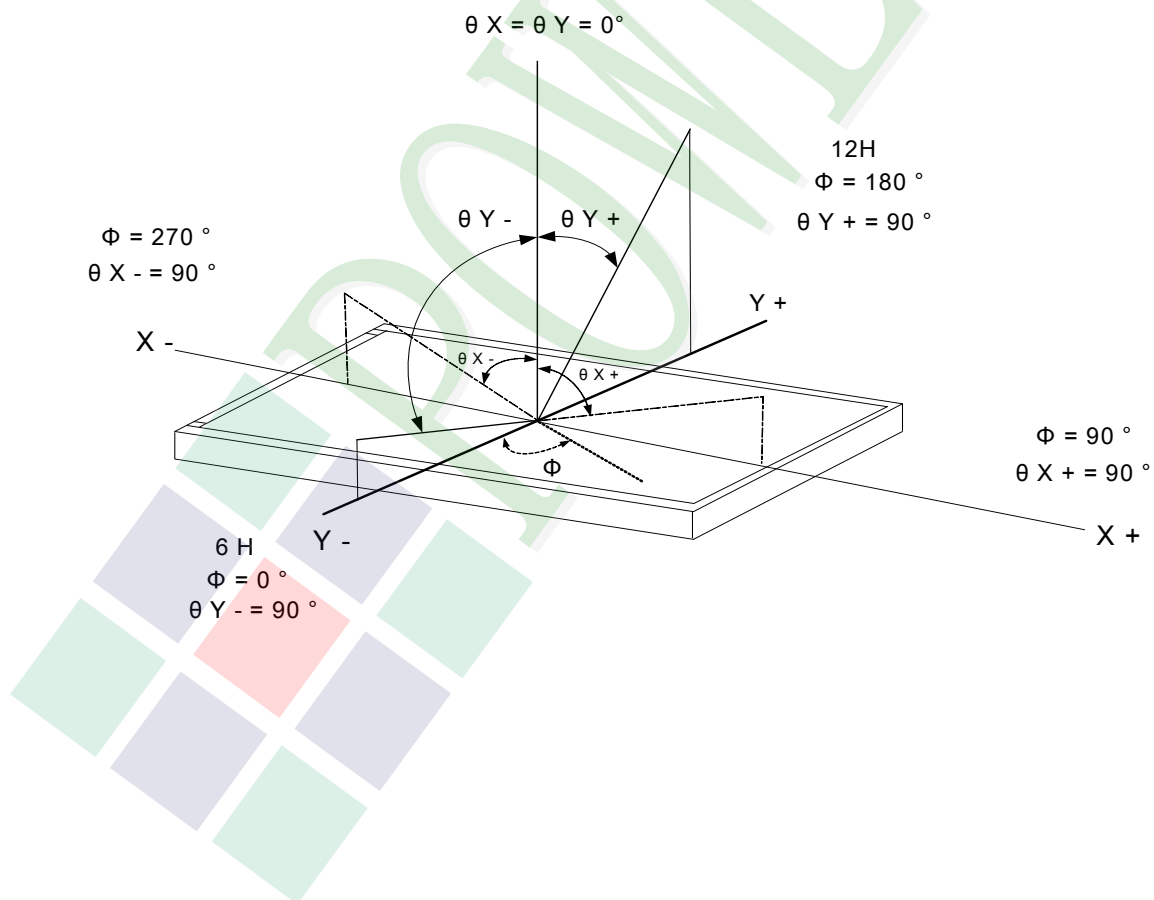 θ X = θ Y = 0°
12H
Φ = 180 °
θ Y + = 90 °
θ Y -
θ Y +
Φ = 270 °
θ X - = 90 °
Y +
X -
θ X -
θ X +
Φ = 90 °
θ X + = 90 °
Φ
X +
Y -
6 H
Φ = 0 °
θ Y - = 90 °